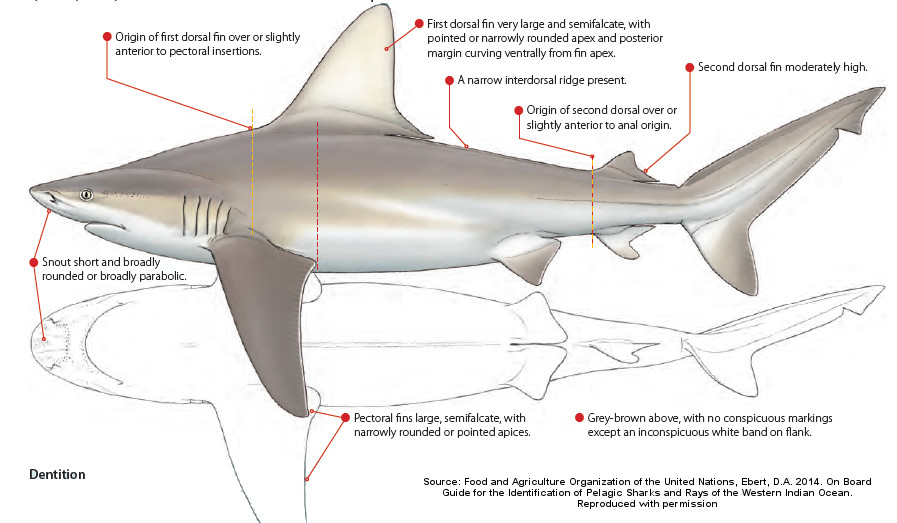 Origin of first dorsal fin over or slightly
anterior to pectoral insertions.
First dorsal fin very large and semifalcate, with
pointed or narrowly rounded apex and posterior
margin curving ventrally from fin apex.
A narrow interdorsal ridge present.
Second dorsal fin moderately high.
Origin of second dorsal over or
slightly anterior to anal origin.
Snout short and broadly
rounded or broadly parabolic.
Pectoral fins large, semifalcate, with
narrowly rounded or pointed apices.
Grey-brown above, with no conspicuous markings
except an inconspicuous white band on flank.
Dentition
Source: Food and Agriculture Organization of the United Nations, Ebert, D.A. 2014. On Board
Guide for the Identification of Pelagic Sharks and Rays of the Western Indian Ocean.
Reproduced with permission